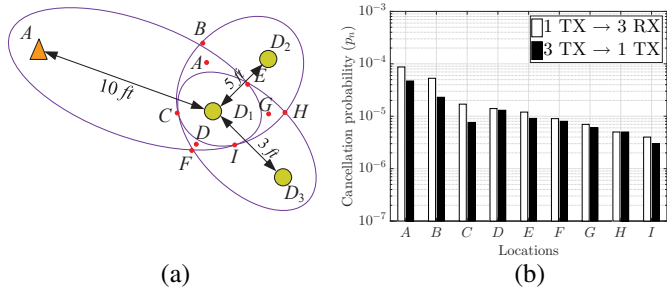 A
B
D₂
A
E
5 ft
10 ft
C
D₁
G
H
D
I
3 ft
F
D₃
(a)
Cancellation probability (pₙ)
10⁻³
10⁻⁴
10⁻⁵
10⁻⁶
10⁻⁷
1 TX → 3 RX
3 TX → 1 TX
A B C D E F G H I
Locations
(b)